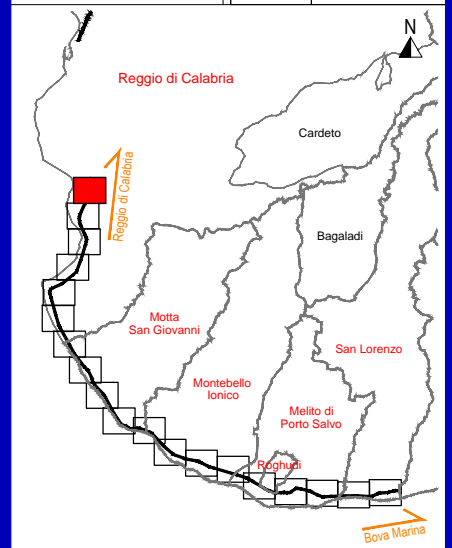 N
Reggio di Calabria
Cardeto
Reggio di Calabria
Bagaladi
Motta
San Giovanni
San Lorenzo
Montebello
Ionico
Melito di
Porto Salvo
Roghudi
Bova Marina